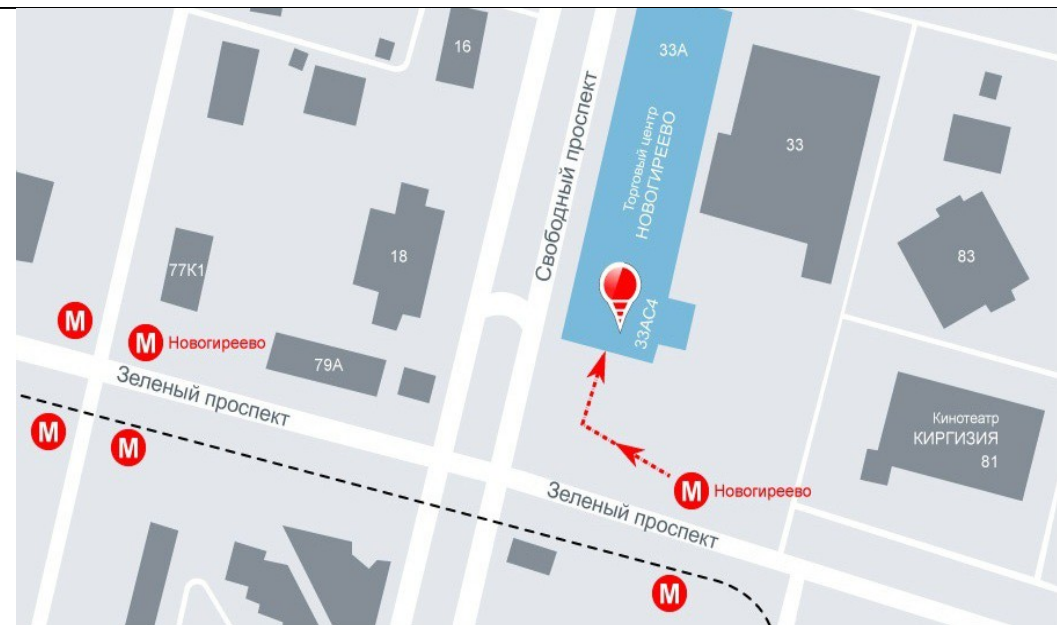 16
33А
Свободный проспект
Торговый центр
НОВОГИРЕЕВО
33
77К1
18
83
33АС4
М
М
Новогиреево
79А
Зеленый проспект
Кинотеатр
КИРГИЗИЯ
81
М
М
М
Новогиреево
Зеленый проспект
М